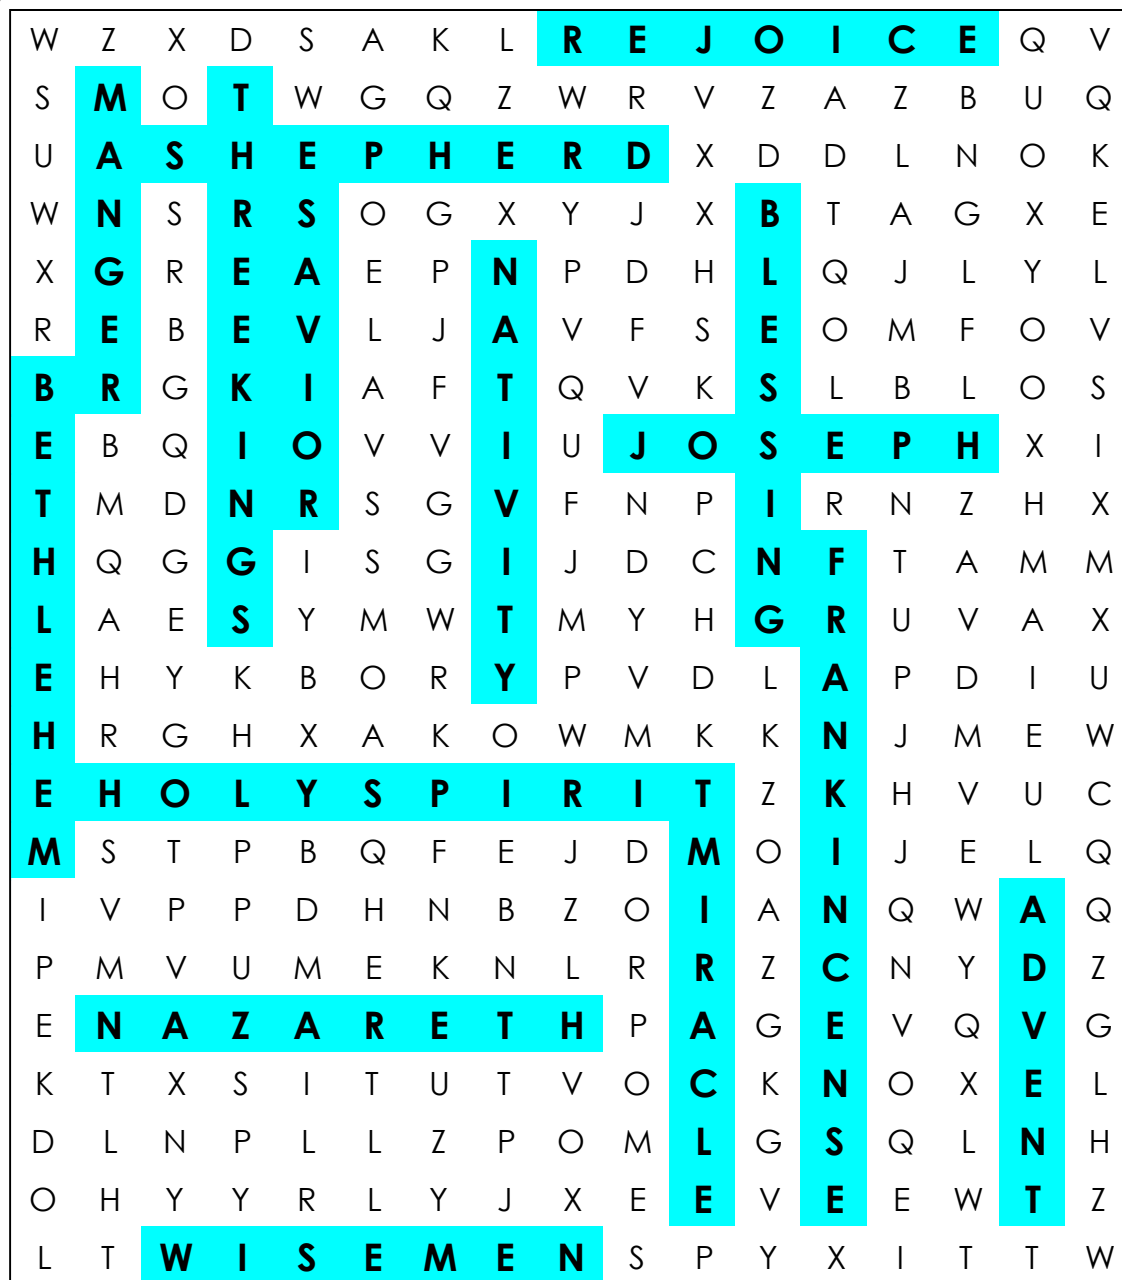 W Z X D S A K L R E J O I C E Q V
S M O T W G Q Z W R V Z A Z B U Q
U A S H E P H E R D X D D L N O K
W N S R S O G X Y J X B T A G X E
X G R E A E P N P D H L Q J L Y L
R E B E V L J A V F S E O M F O V
B R G K I A F T Q V K S L B L O S
E B Q I O V V I U J O S E P H X I
T M D N R S G V F N P I R N Z H X
H Q G G I S G I J D C N F T A M M
L A E S Y M W T M Y H G R U V A X
E H Y K B O R Y P V D L A P D I U
H R G H X A K O W M K K N J M E W
E H O L Y S P I R I T Z K H V U C
M S T P B Q F E J D M O I J E L Q
I V P P D H N B Z O I A N Q W A Q
P M V U M E K N L R R Z C N Y D Z
E N A Z A R E T H P A G E V Q V G
K T X S I T U T V O C K N O X E L
D L N P L L Z P O M L G S Q L N H
O H Y Y R L Y J X E E V E E W T Z
L T W I S E M E N S P Y X I T T W